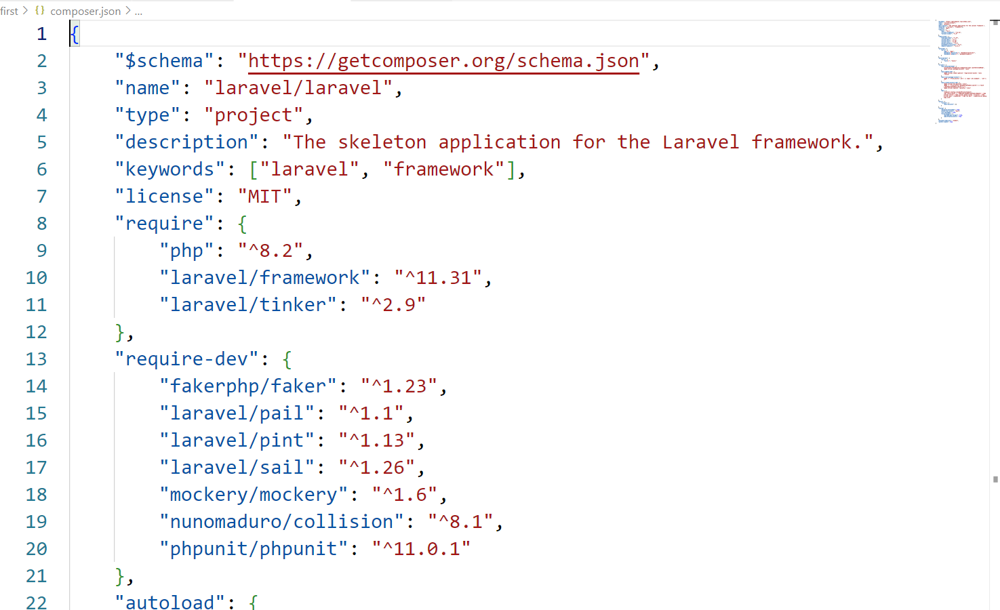 first > {} composer.json > ...
1 {
2 "$schema": "https://getcomposer.org/schema.json",
3 "name": "laravel/laravel",
4 "type": "project",
5 "description": "The skeleton application for the Laravel framework.",
6 "keywords": ["laravel", "framework"],
7 "license": "MIT",
8 "require": {
9 "php": "^8.2",
10 "laravel/framework": "^11.31",
11 "laravel/tinker": "^2.9"
12 },
13 "require-dev": {
14 "fakerphp/faker": "^1.23",
15 "laravel/pail": "^1.1",
16 "laravel/pint": "^1.13",
17 "laravel/sail": "^1.26",
18 "mockery/mockery": "^1.6",
19 "nunomaduro/collision": "^8.1",
20 "phpunit/phpunit": "^11.0.1"
21 },
22 "autoload": {